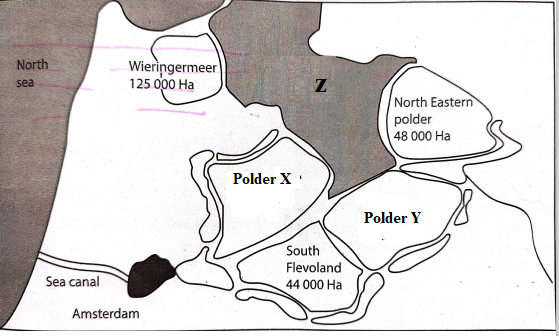 North
sea
Wieringermeer
125 000 Ha
Z
North Eastern
polder
48 000 Ha
Polder X
Polder Y
South
Flevoland
44 000 Ha
Sea canal
Amsterdam